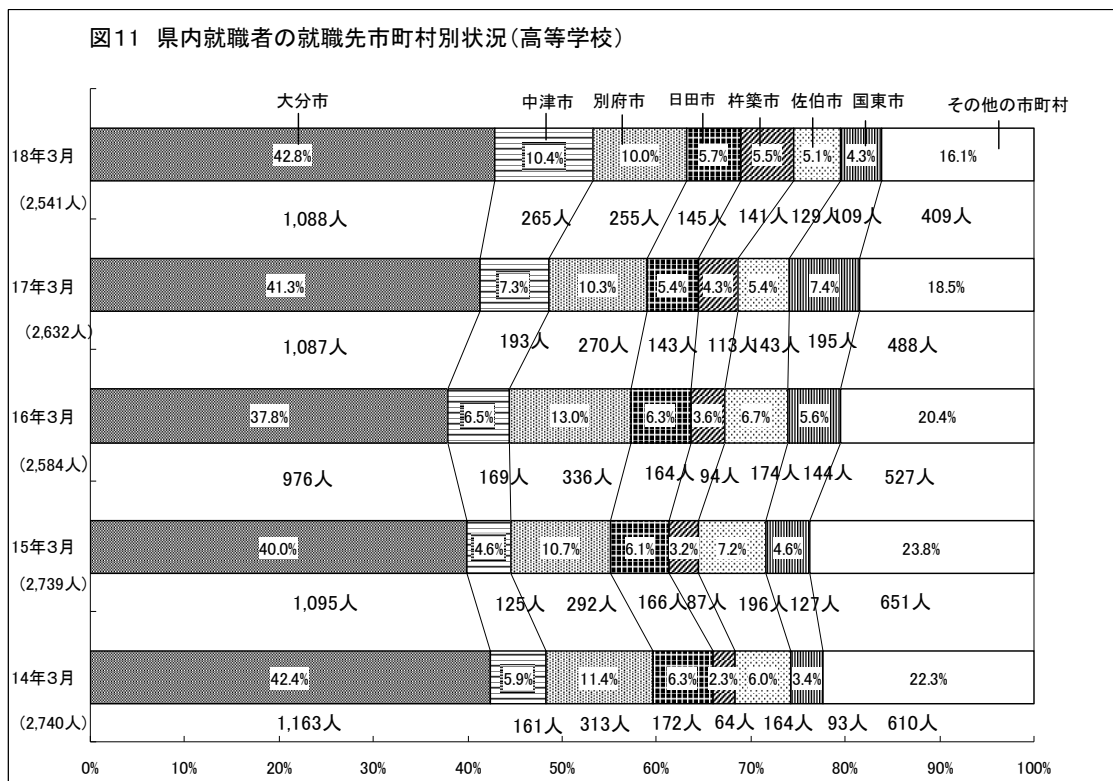 図11 県内就職者の就職先市町村別状況(高等学校)
大分市 中津市 別府市 日田市 杵築市 佐伯市 国東市 その他の市町村
18年3月 42.8% 10.4% 10.0% 5.7% 5.5% 5.1% 4.3% 16.1%
(2,541人) 1,088人 265人 255人 145人 141人 129人 109人 409人
17年3月 41.3% 7.3% 10.3% 5.4% 4.3% 5.4% 7.4% 18.5%
(2,632人) 1,087人 193人 270人 143人 113人 143人 195人 488人
16年3月 37.8% 6.5% 13.0% 6.3% 3.6% 6.7% 5.6% 20.4%
(2,584人) 976人 169人 336人 164人 94人 174人 144人 527人
15年3月 40.0% 4.6% 10.7% 6.1% 3.2% 7.2% 4.6% 23.8%
(2,739人) 1,095人 125人 292人 166人 87人 196人 127人 651人
14年3月 42.4% 5.9% 11.4% 6.3% 2.3% 6.0% 3.4% 22.3%
(2,740人) 1,163人 161人 313人 172人 64人 164人 93人 610人
0% 10% 20% 30% 40% 50% 60% 70% 80% 90% 100%